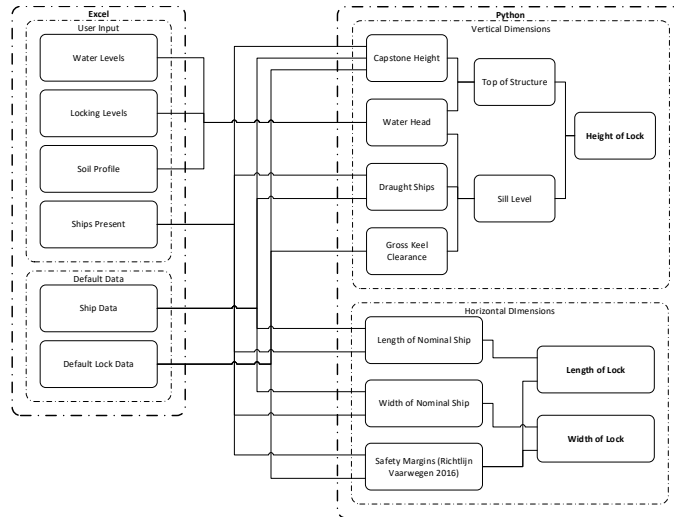 Excel
User Input
Water Levels
Locking Levels
Soil Profile
Ships Present
Default Data
Ship Data
Default Lock Data
Python
Vertical Dimensions
Capstone Height
Top of Structure
Water Head
Height of Lock
Draught Ships
Sill Level
Gross Keel
Clearance
Horizontal Dimensions
Length of Nominal Ship
Length of Lock
Width of Nominal Ship
Width of Lock
Safety Margins (Richtlijn
Vaarwegen 2016)